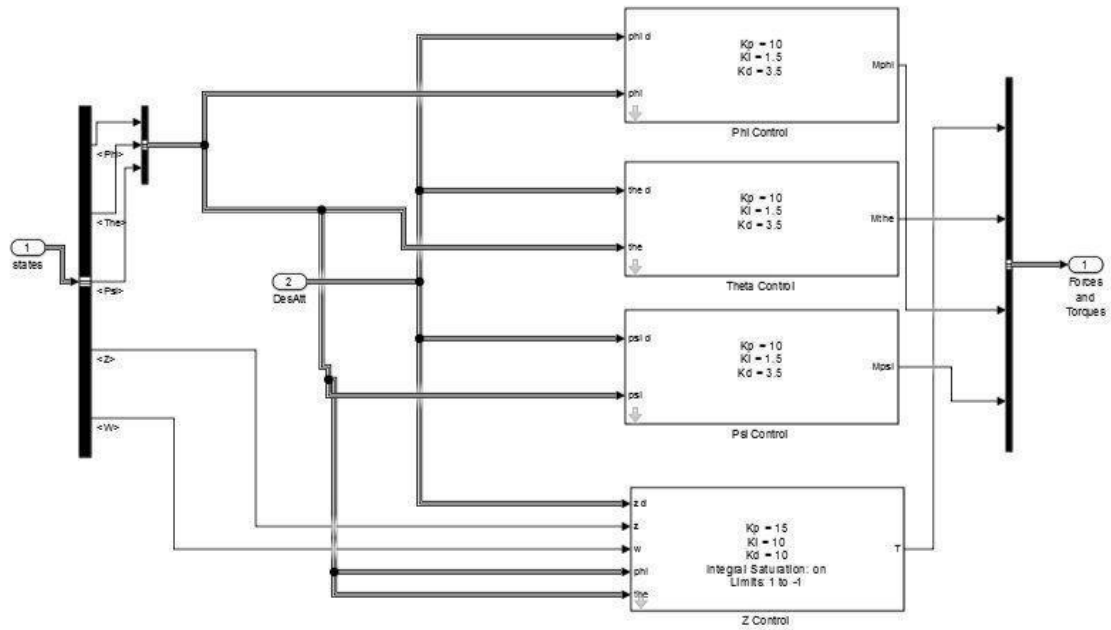 phi d
phi
Kp = 10
Ki = 1.5
Kd = 3.5
Mphi
Phi Control
<Phi>
<The>
<Psi>
<Z>
<W>
1
states
2
DesAtt
the d
the
Kp = 10
Ki = 1.5
Kd = 3.5
Mthe
Theta Control
psi d
psi
Kp = 10
Ki = 1.5
Kd = 3.5
Mpsi
Psi Control
z d
z
w
phi
the
Kp = 15
Ki = 10
Kd = 10
Integral Saturation: on
Limits: 1 to -1
T
Z Control
1
Forces
and
Torques